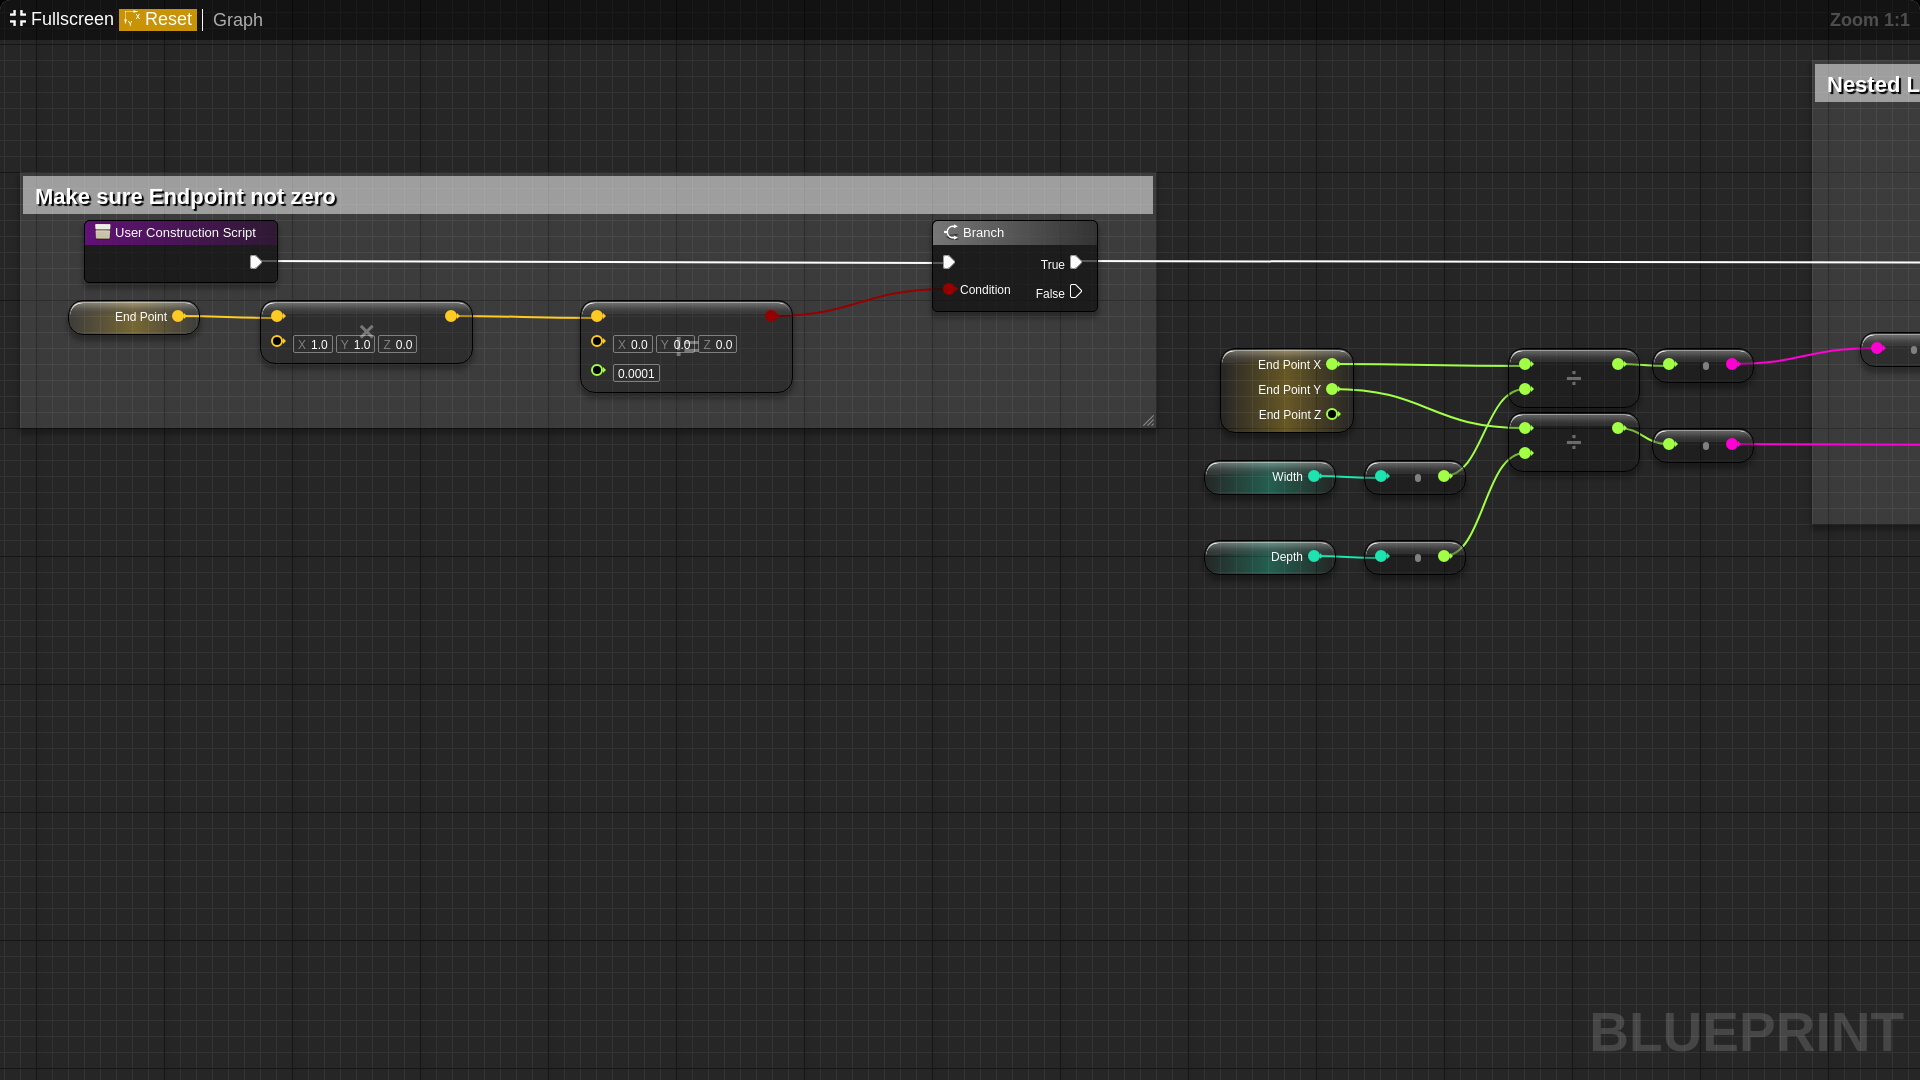 Fullscreen Reset Graph Zoom 1:1
Nested L
Make sure Endpoint not zero
User Construction Script
Branch
True
Condition
False
End Point
X 1.0 Y 1.0 Z 0.0
X 0.0 Y 0.0 Z 0.0
0.0001
End Point X
End Point Y
End Point Z
Width
Depth
BLUEPRINT